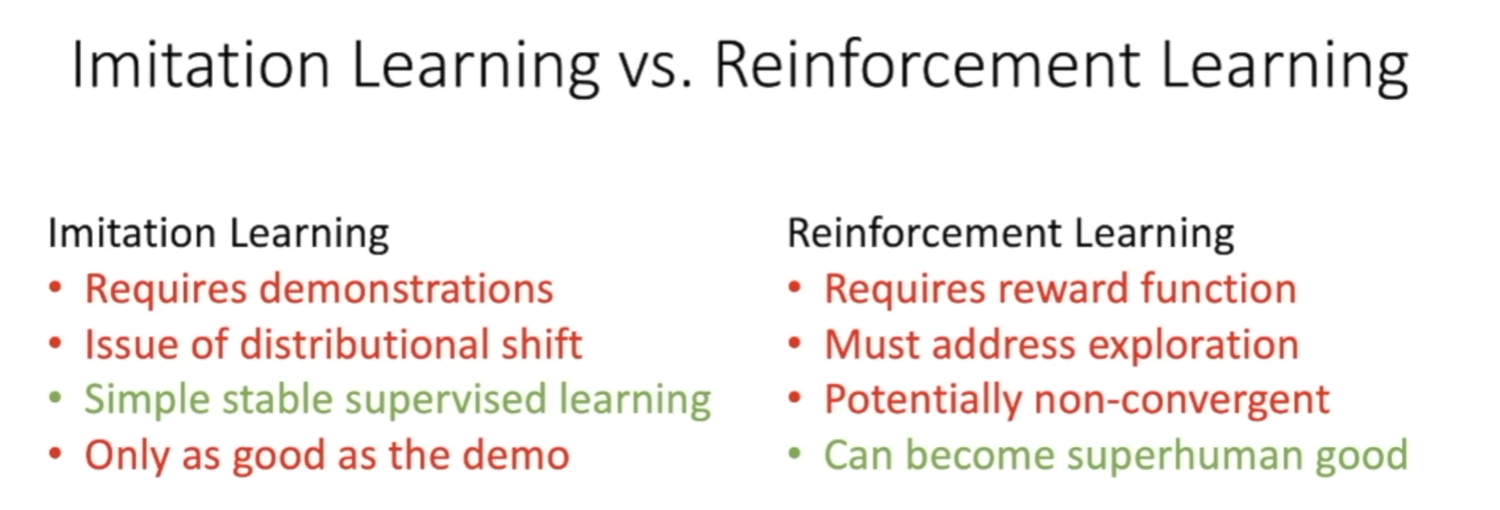 Imitation Learning vs. Reinforcement Learning
Imitation Learning
• Requires demonstrations
• Issue of distributional shift
• Simple stable supervised learning
• Only as good as the demo
Reinforcement Learning
• Requires reward function
• Must address exploration
• Potentially non-convergent
• Can become superhuman good